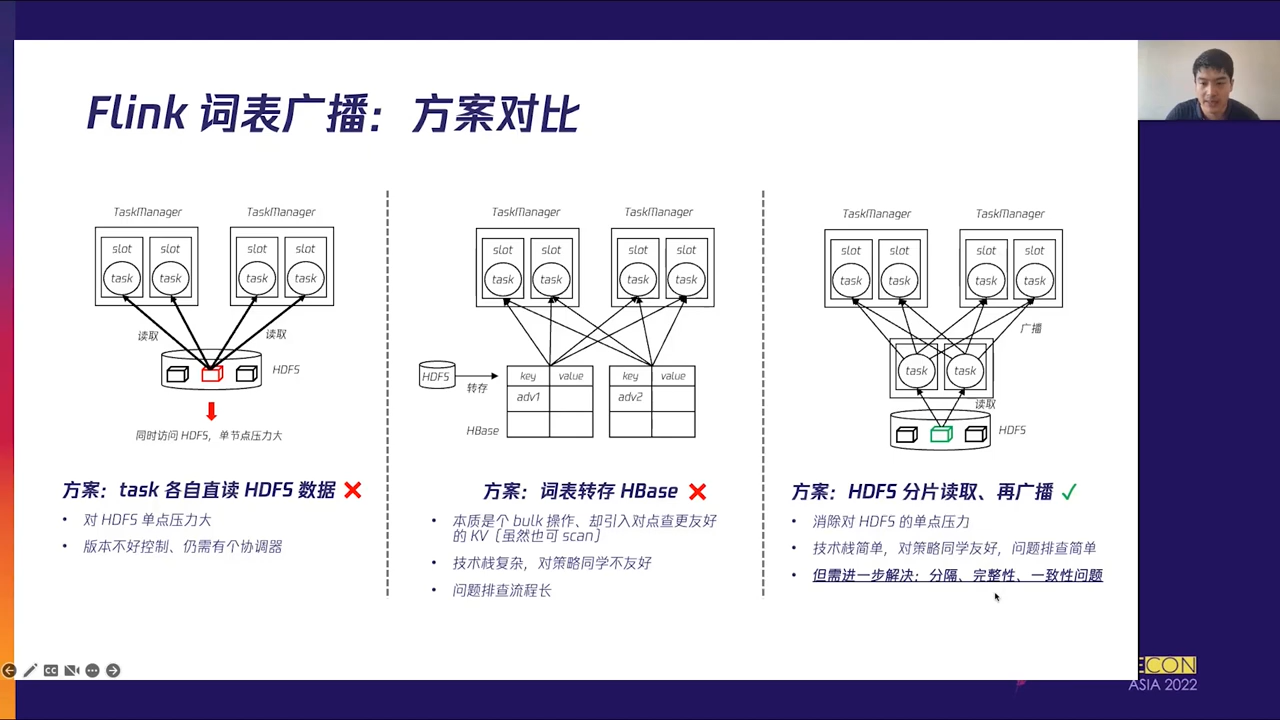 Flink 词表广播：方案对比
TaskManager TaskManager
slot slot slot slot
task task task task
读取 读取
HDFS
同时访问 HDFS，单节点压力大
方案：task 各自直读 HDFS 数据
• 对 HDFS 单点压力大
• 版本不好控制、仍需有个协调器
TaskManager TaskManager
slot slot slot slot
task task task task
HDFS
转存
key value key value
adv1 adv2
HBase
方案：词表转存 HBase
• 本质是个 bulk 操作、却引入对点查更友好
的 KV（虽然也可 scan）
• 技术栈复杂，对策略同学不友好
• 问题排查流程长
TaskManager TaskManager
slot slot slot slot
task task task task
广播
task task
读取
HDFS
方案：HDFS 分片读取、再广播
• 消除对 HDFS 的单点压力
• 技术栈简单，对策略同学友好，问题排查简单
• 但需进一步解决：分隔、完整性、一致性问题
CC
ECON
ASIA 2022